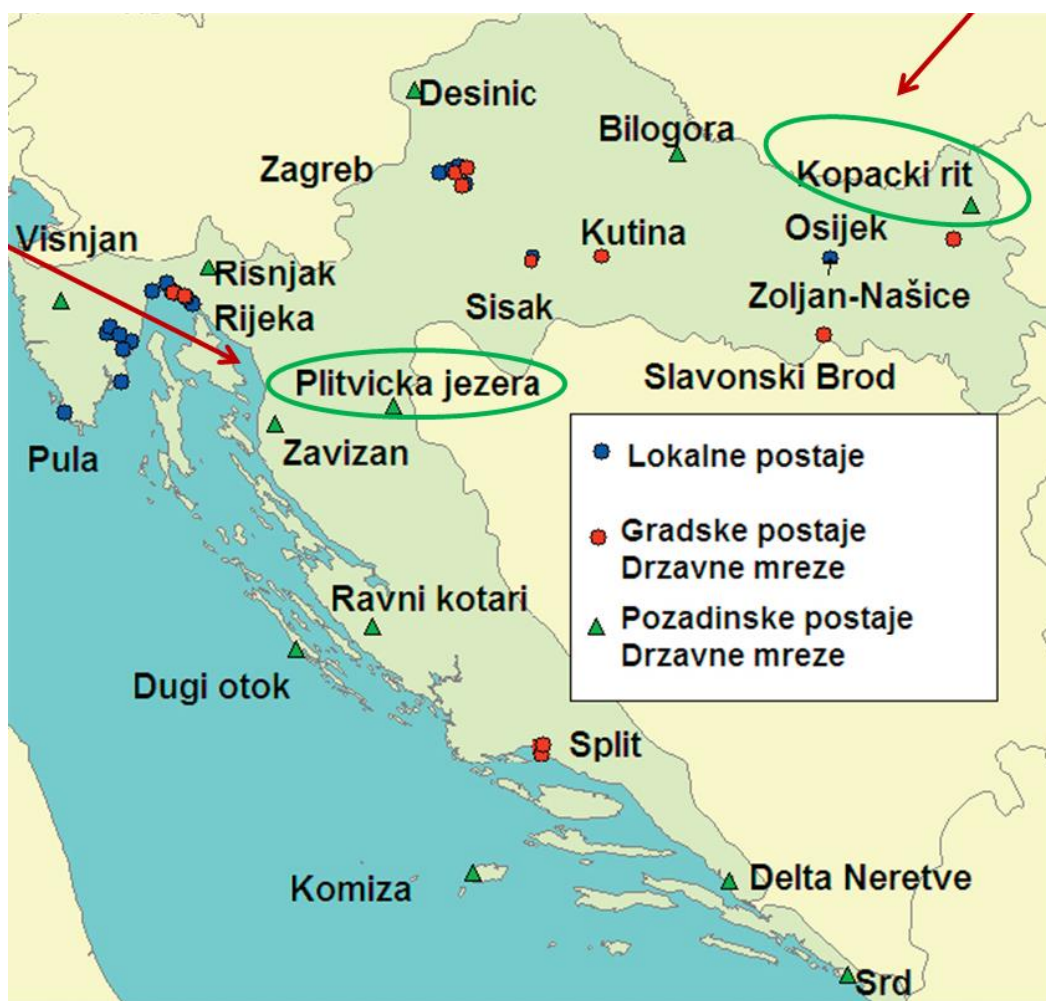 Desinic
Bilogora
Zagreb
Kopacki rit
Visnjan
Kutina
Osijek
Risnjak
Sisak
Zoljan-Našice
Rijeka
Plitvicka jezera
Slavonski Brod
Pula
Zavizan
Lokalne postaje
Gradske postaje
Drzavne mreze
Ravni kotari
Pozadinske postaje
Drzavne mreze
Dugi otok
Split
Komiza
Delta Neretve
Srd